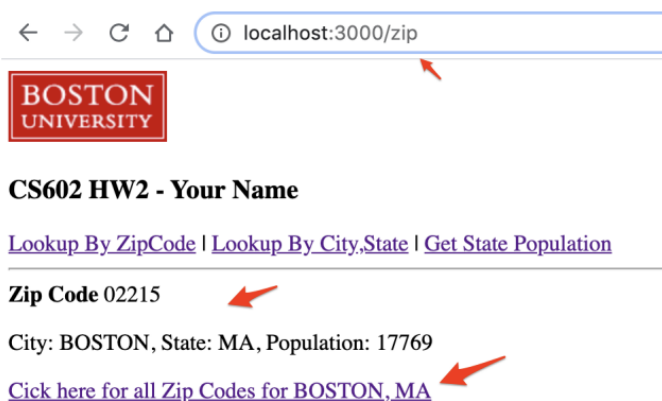 localhost:3000/zip
BOSTON
UNIVERSITY
CS602 HW2 - Your Name
Lookup By ZipCode | Lookup By City,State | Get State Population
Zip Code 02215
City: BOSTON, State: MA, Population: 17769
Cick here for all Zip Codes for BOSTON, MA